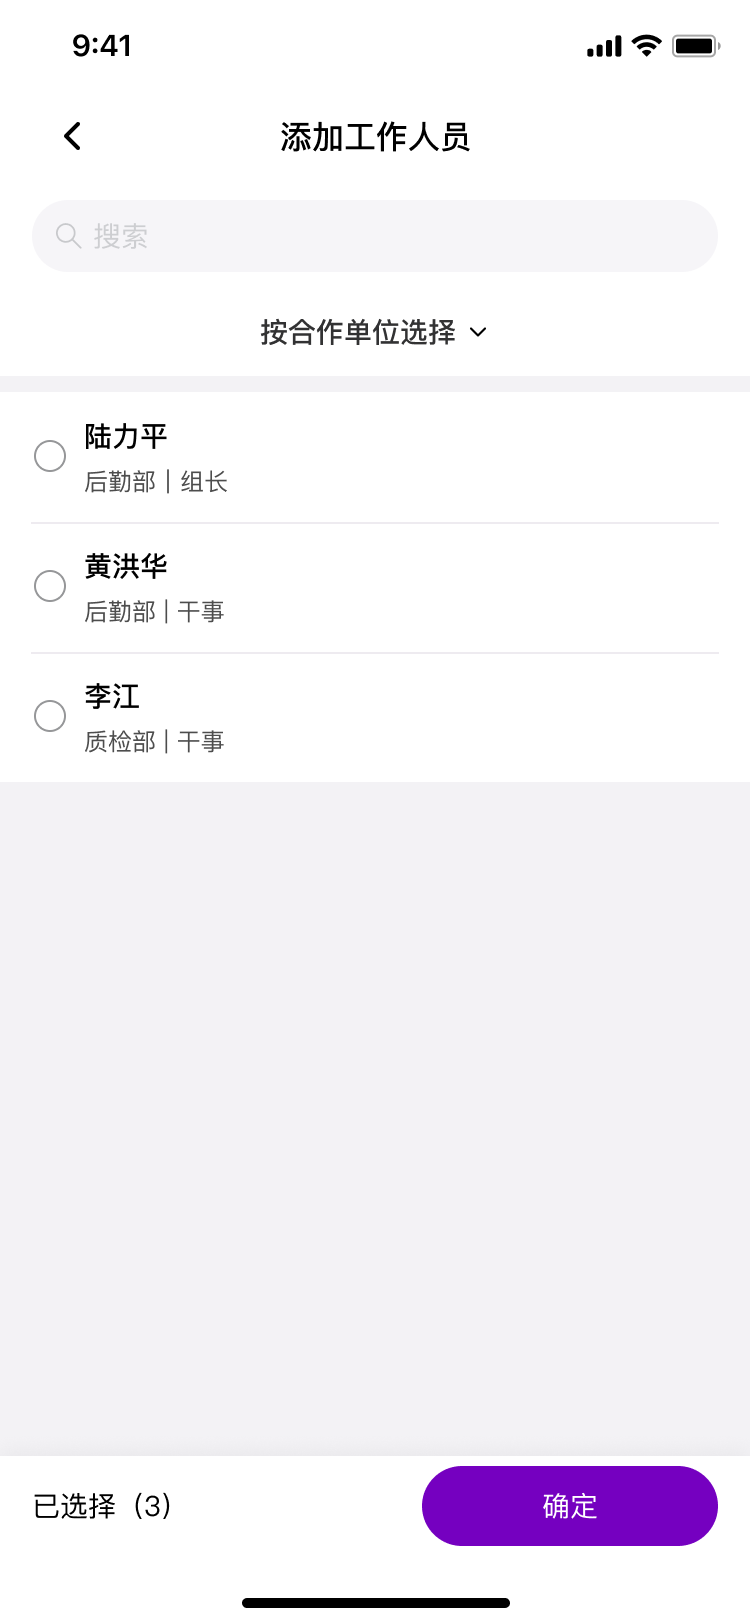 9:41
添加工作人员
搜索
按合作单位选择
陆力平
后勤部 | 组长
黄洪华
后勤部 | 干事
李江
质检部 | 干事
已选择（3）
确定